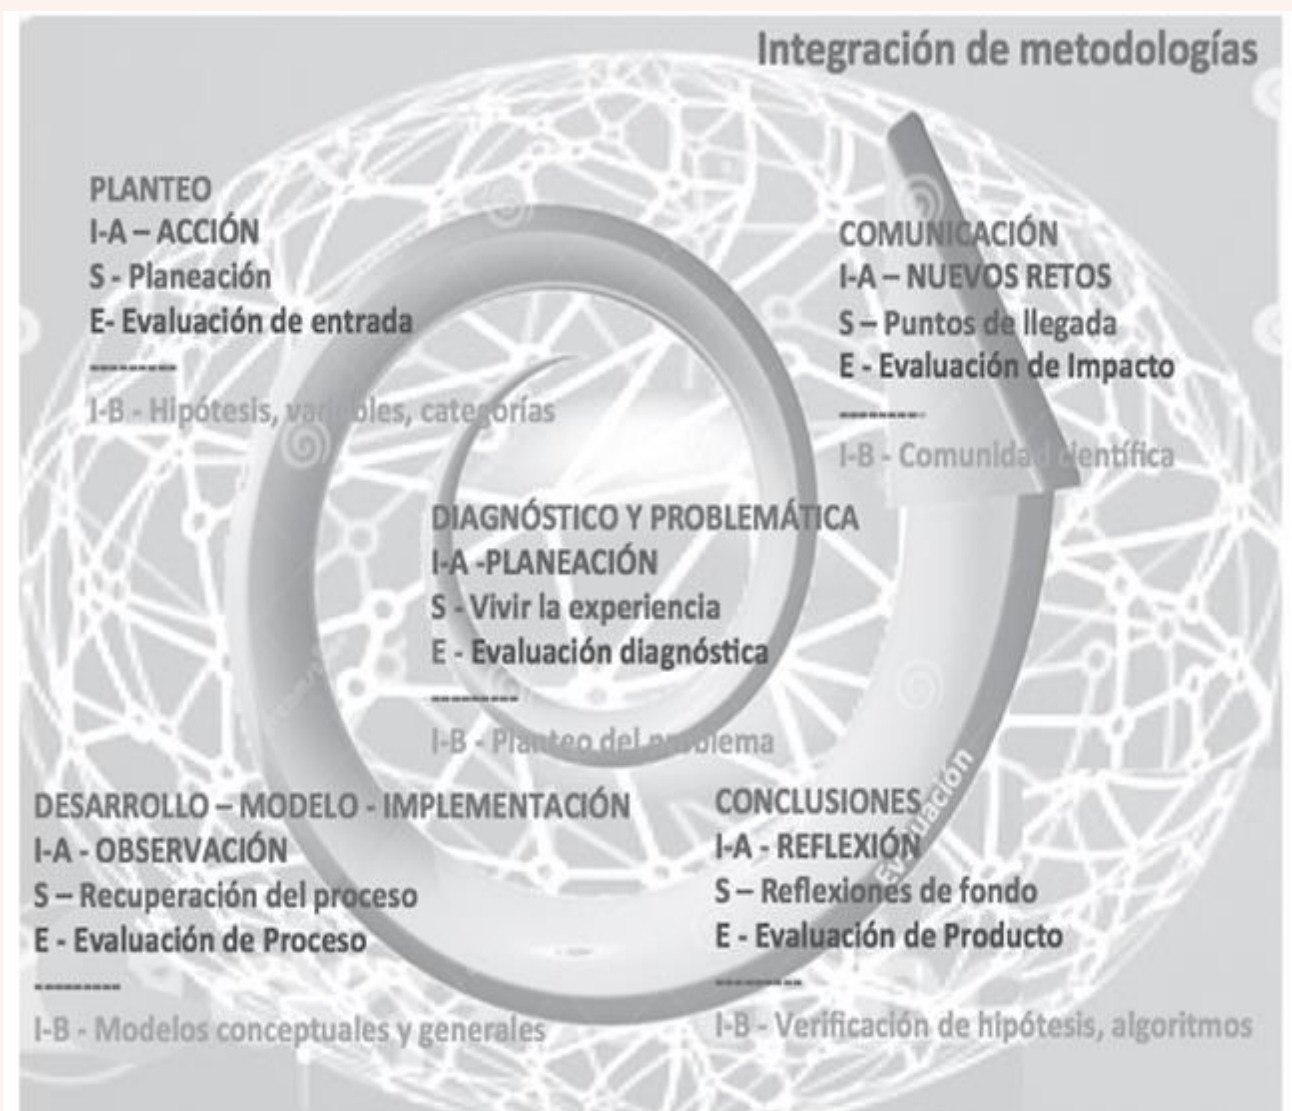 Integración de metodologías
PLANTEO
I-A – ACCIÓN
S - Planeación
E- Evaluación de entrada
---------
I-B - Hipótesis, variables, categorías
COMUNICACIÓN
I-A – NUEVOS RETOS
S – Puntos de llegada
E - Evaluación de Impacto
---------
I-B - Comunidad científica
DIAGNÓSTICO Y PROBLEMÁTICA
I-A -PLANEACIÓN
S - Vivir la experiencia
E - Evaluación diagnóstica
---------
I-B - Planteo del problema
DESARROLLO – MODELO - IMPLEMENTACIÓN
I-A - OBSERVACIÓN
S – Recuperación del proceso
E - Evaluación de Proceso
---------
I-B - Modelos conceptuales y generales
CONCLUSIONES
I-A - REFLEXIÓN
S – Reflexiones de fondo
E - Evaluación de Producto
---------
I-B - Verificación de hipótesis, algoritmos
Evaluación